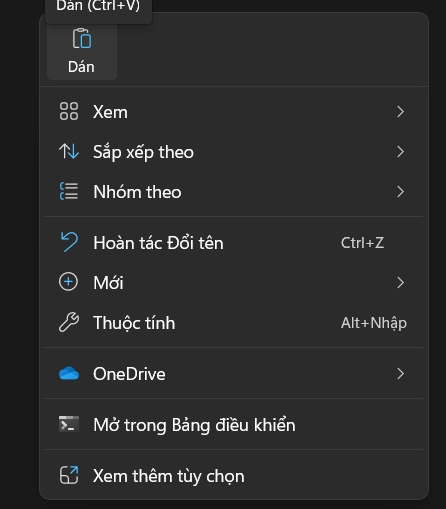 Dán (Ctrl+V)
Dán
Xem
Sắp xếp theo
Nhóm theo
Hoàn tác Đổi tên Ctrl+Z
Mới
Thuộc tính Alt+Nhập
OneDrive
Mở trong Bảng điều khiển
Xem thêm tùy chọn